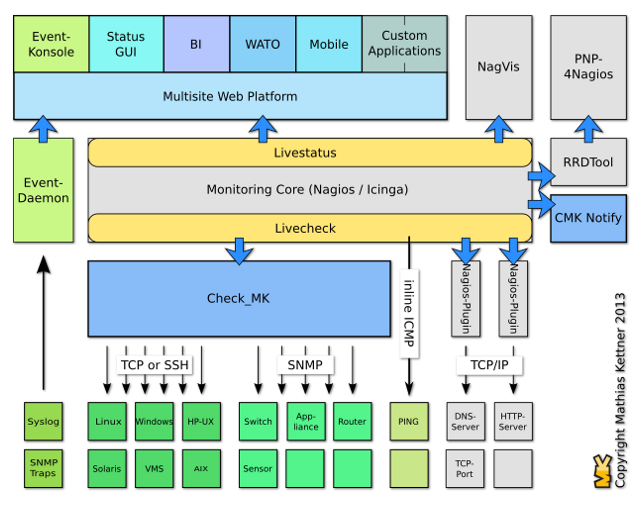 Event-
Konsole
Status
GUI
BI
WATO
Mobile
Custom
Applications
Multisite Web Platform
NagVis
PNP-
4Nagios
Event-
Daemon
Livestatus
Monitoring Core (Nagios / Icinga)
Livecheck
RRDTool
CMK Notify
Check_MK
inline ICMP
Nagios-Plugin
Nagios-Plugin
TCP or SSH
SNMP
TCP/IP
Syslog
Linux
Windows
HP-UX
Switch
App-
liance
Router
PING
DNS-
Server
HTTP-
Server
SNMP
Traps
Solaris
VMS
AIX
Sensor
TCP-
Port
Copyright Mathias Kettner 2013